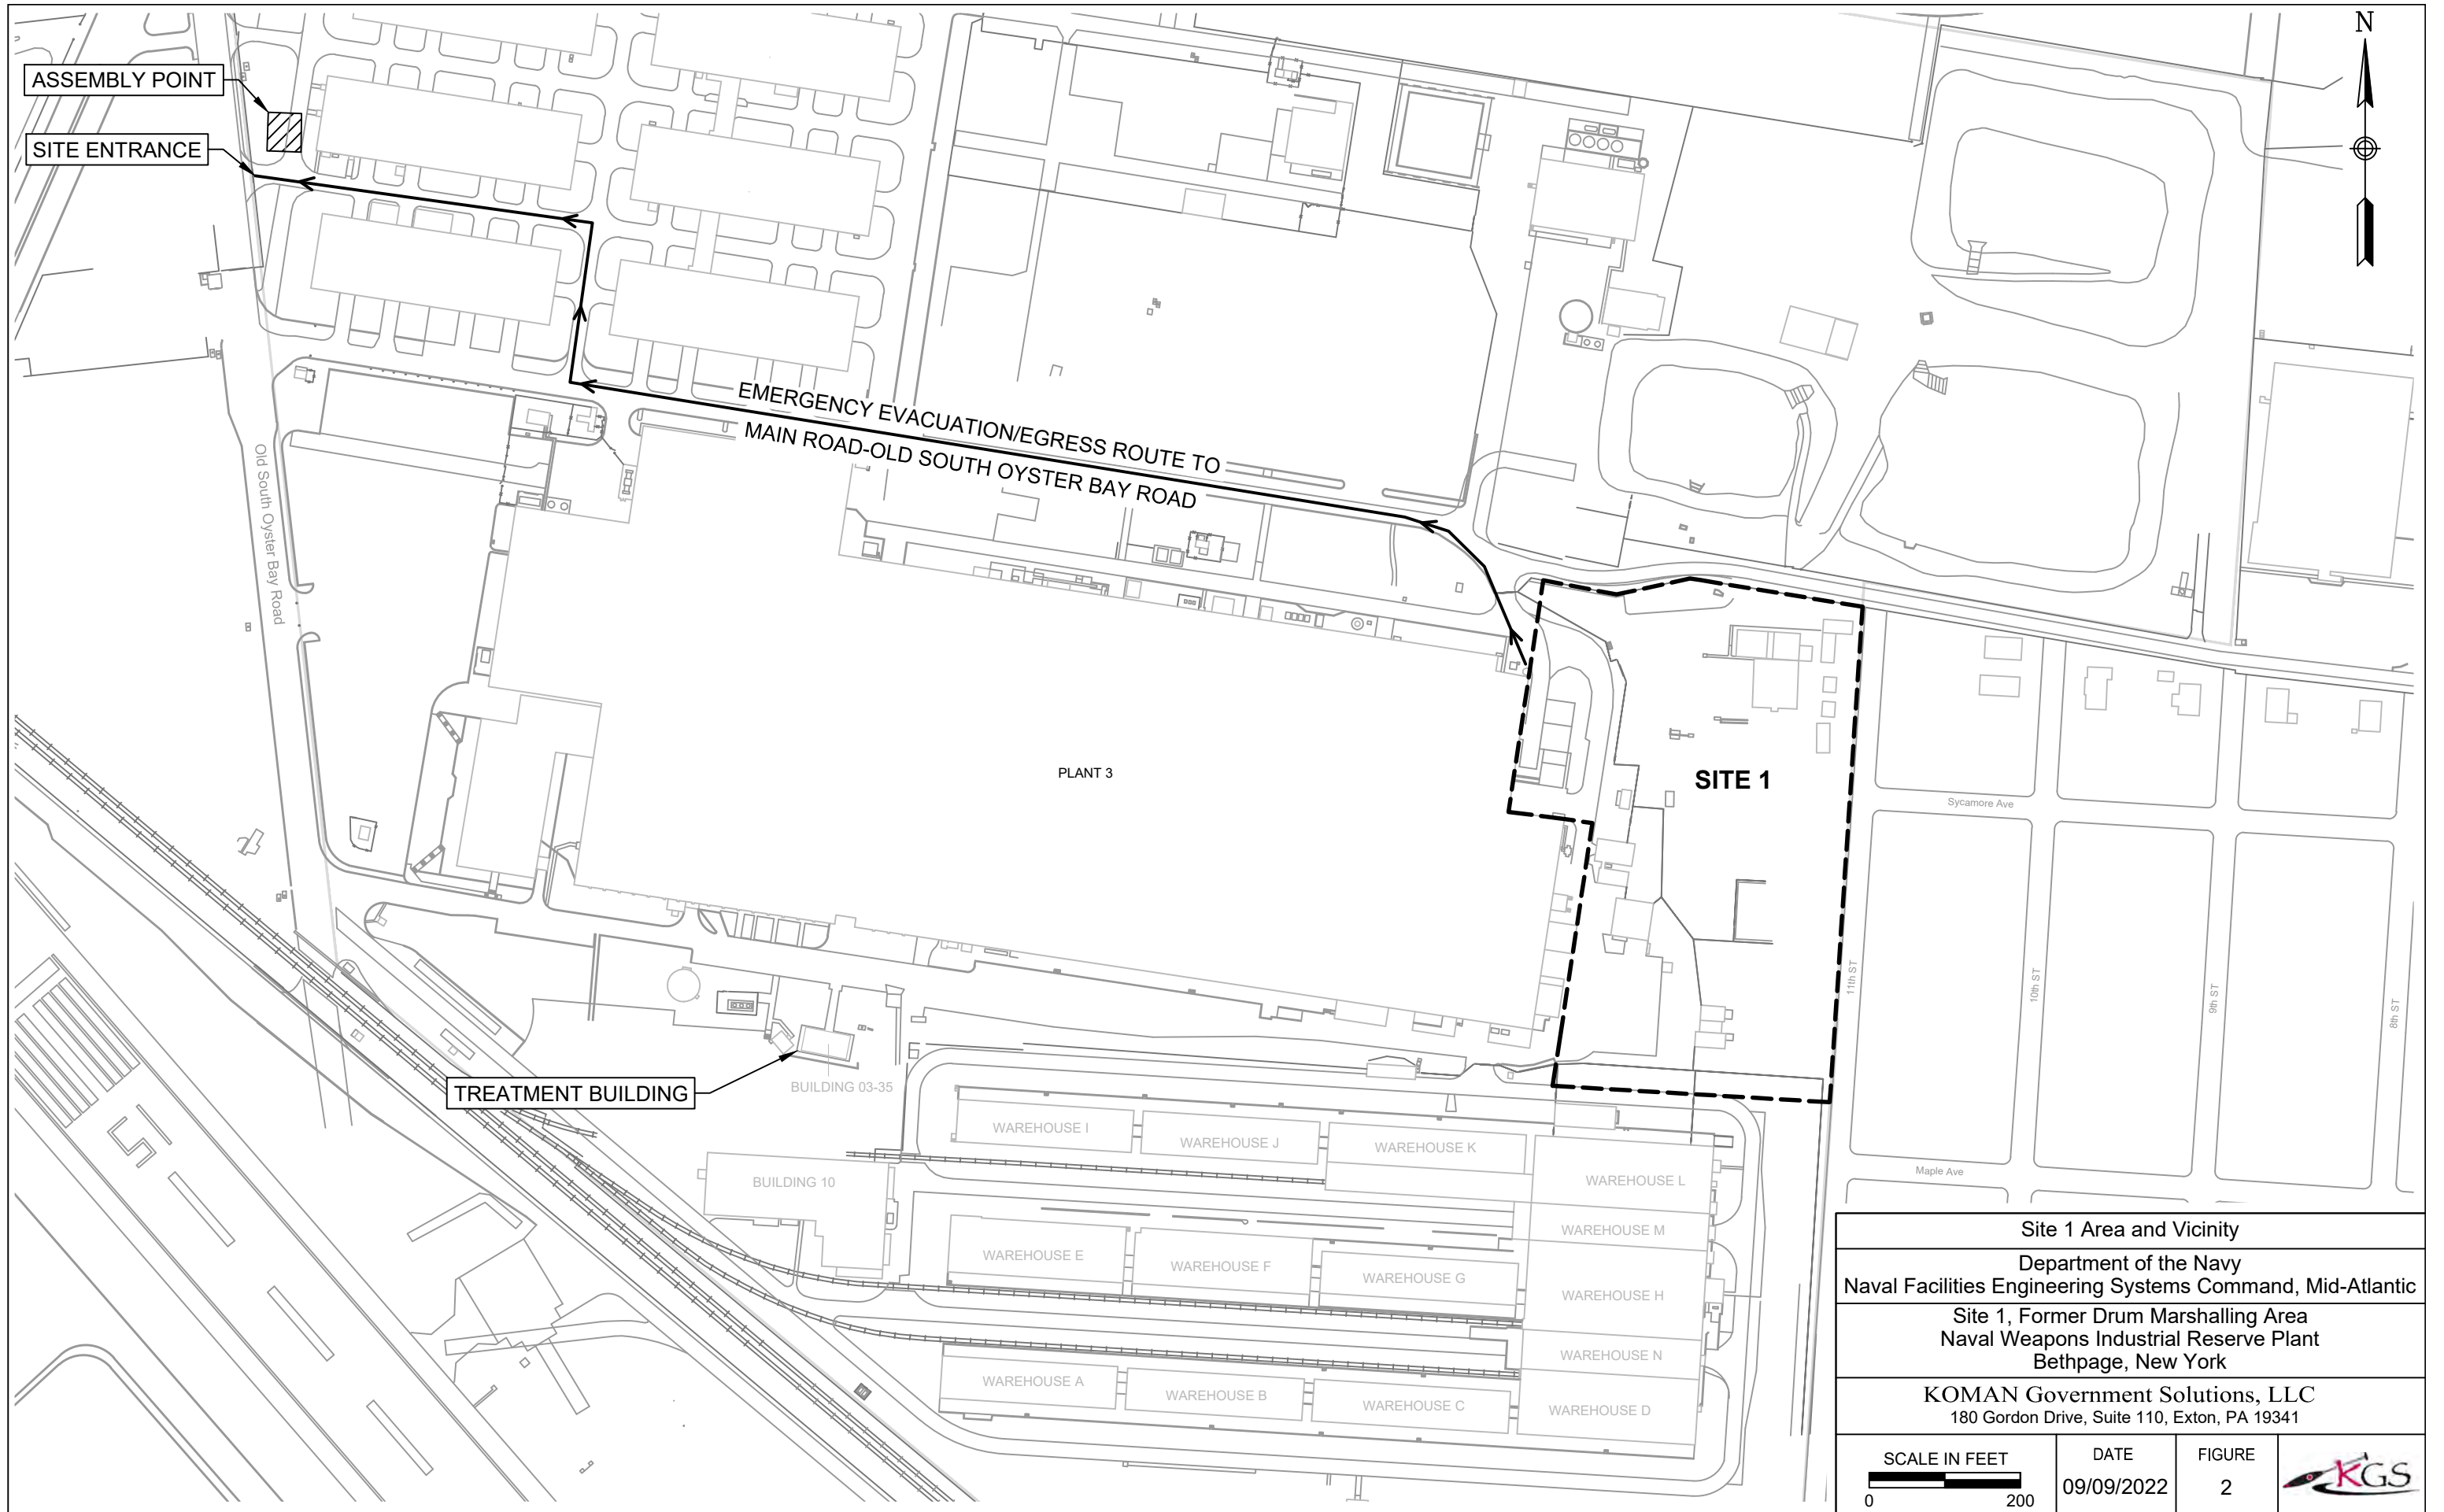 N
ASSEMBLY POINT
SITE ENTRANCE
EMERGENCY EVACUATION/EGRESS ROUTE TO
MAIN ROAD-OLD SOUTH OYSTER BAY ROAD
Old South Oyster Bay Road
PLANT 3
SITE 1
Sycamore Ave
11th ST
10th ST
9th ST
8th ST
Maple Ave
TREATMENT BUILDING
BUILDING 03-35
BUILDING 10
WAREHOUSE I
WAREHOUSE J
WAREHOUSE K
WAREHOUSE L
WAREHOUSE M
WAREHOUSE E
WAREHOUSE F
WAREHOUSE G
WAREHOUSE H
WAREHOUSE N
WAREHOUSE A
WAREHOUSE B
WAREHOUSE C
WAREHOUSE D
Site 1 Area and Vicinity
Department of the Navy
Naval Facilities Engineering Systems Command, Mid-Atlantic
Site 1, Former Drum Marshalling Area
Naval Weapons Industrial Reserve Plant
Bethpage, New York
KOMAN Government Solutions, LLC
180 Gordon Drive, Suite 110, Exton, PA 19341
SCALE IN FEET
0 200
DATE
09/09/2022
FIGURE
2
KGS